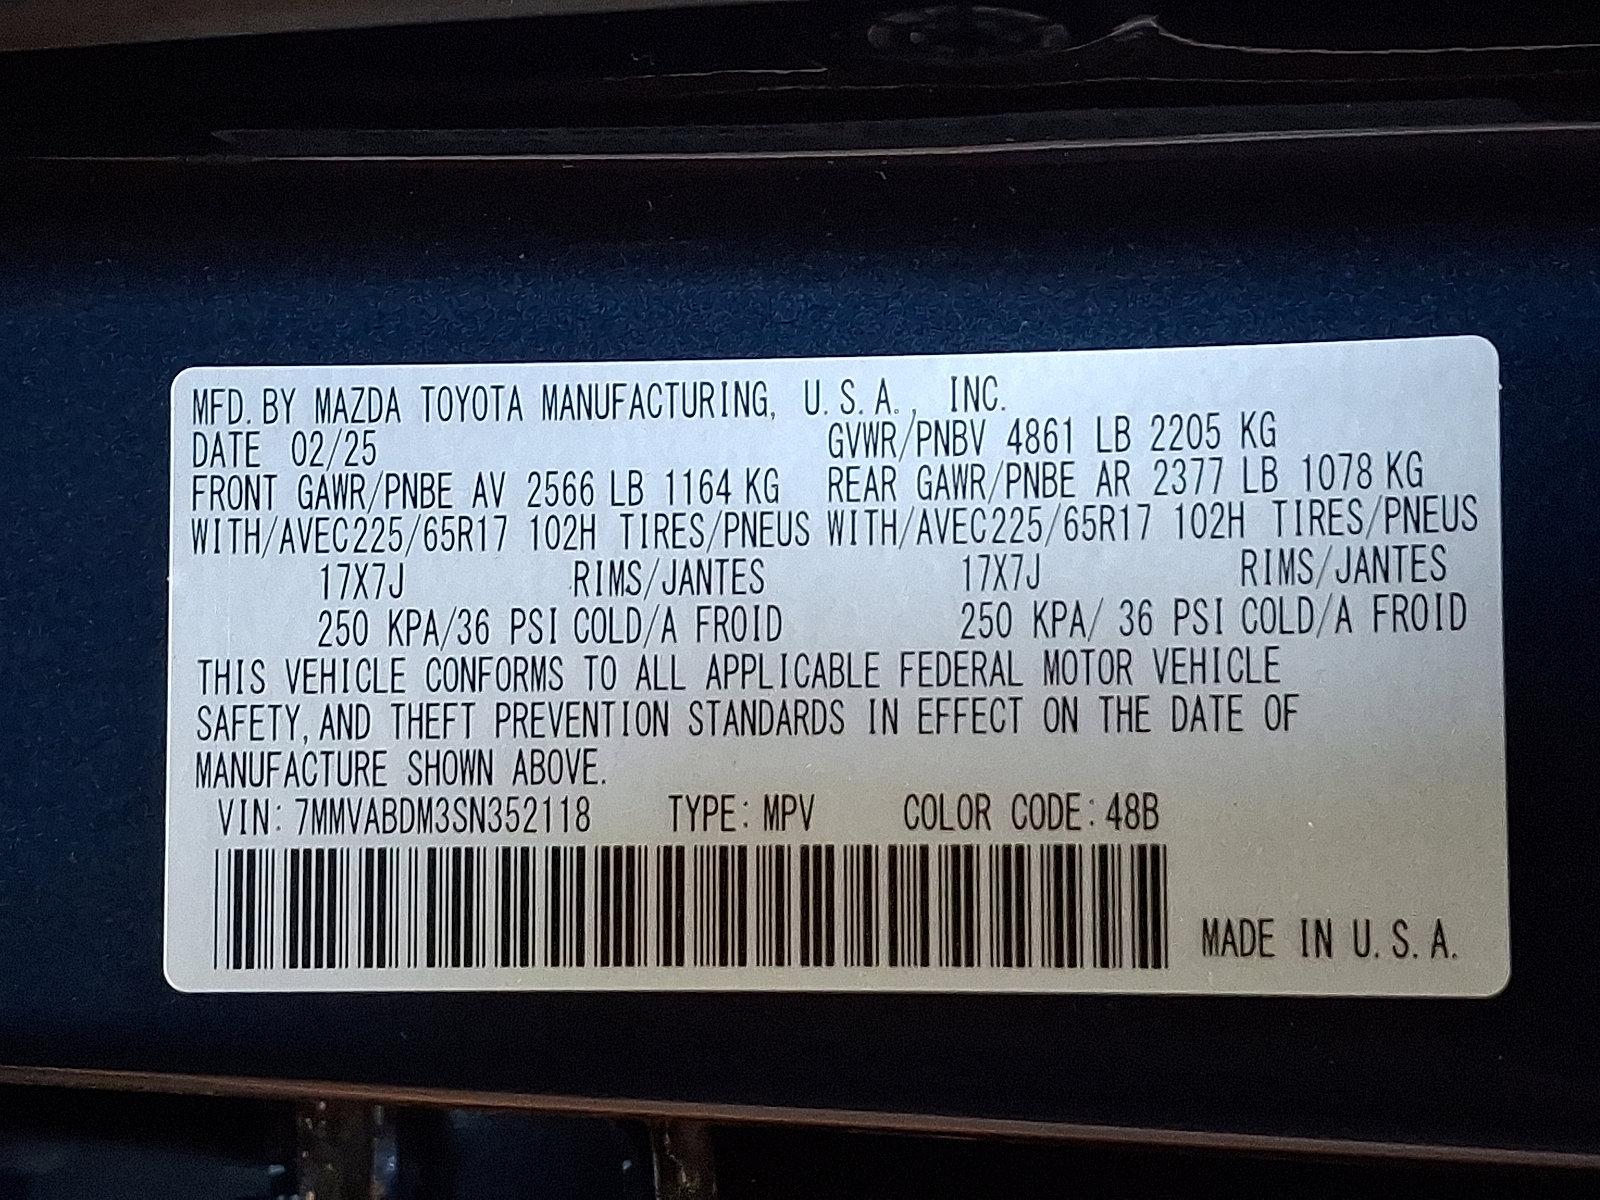 MFD. BY MAZDA TOYOTA MANUFACTURING, U.S.A., INC.
DATE 02/25 GVWR/PNBV 4861 LB 2205 KG
FRONT GAWR/PNBE AV 2566 LB 1164 KG REAR GAWR/PNBE AR 2377 LB 1078 KG
WITH/AVEC225/65R17 102H TIRES/PNEUS WITH/AVEC225/65R17 102H TIRES/PNEUS
17X7J RIMS/JANTES 17X7J RIMS/JANTES
250 KPA/36 PSI COLD/A FROID 250 KPA/ 36 PSI COLD/A FROID
THIS VEHICLE CONFORMS TO ALL APPLICABLE FEDERAL MOTOR VEHICLE
SAFETY, AND THEFT PREVENTION STANDARDS IN EFFECT ON THE DATE OF
MANUFACTURE SHOWN ABOVE.
VIN: 7MMVABDM3SN352118 TYPE: MPV COLOR CODE: 48B
MADE IN U.S.A.